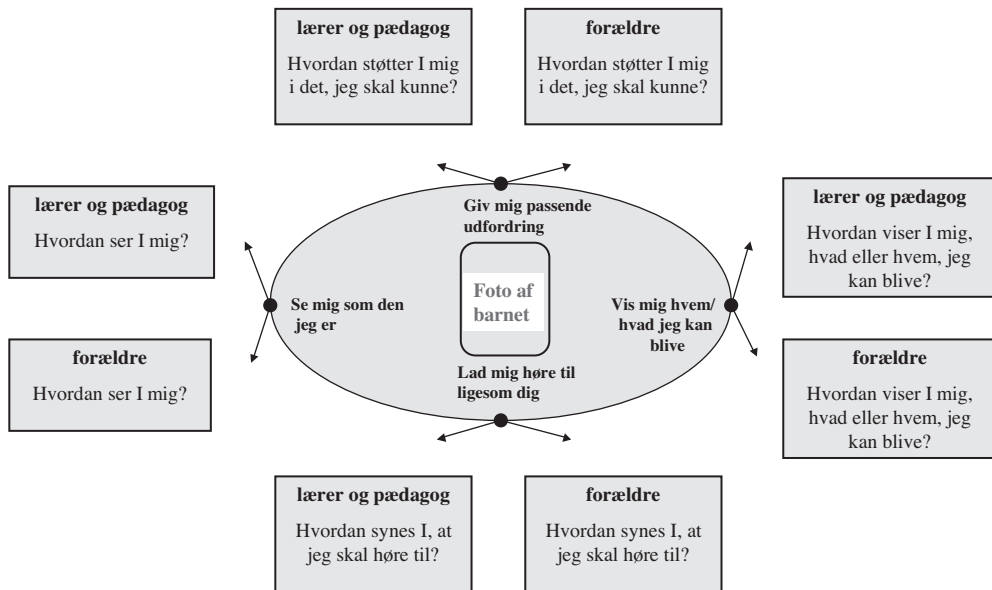 lærer og pædagog
Hvordan støtter I mig
i det, jeg skal kunne?
forældre
Hvordan støtter I mig
i det, jeg skal kunne?
lærer og pædagog
Hvordan ser I mig?
forældre
Hvordan ser I mig?
Giv mig passende
udfordring
Se mig som den
jeg er
Foto af
barnet
Vis mig hvem/
hvad jeg kan
blive
Lad mig høre til
ligesom dig
lærer og pædagog
Hvordan viser I mig,
hvad eller hvem, jeg
kan blive?
forældre
Hvordan viser I mig,
hvad eller hvem, jeg
kan blive?
lærer og pædagog
Hvordan synes I, at
jeg skal høre til?
forældre
Hvordan synes I, at
jeg skal høre til?